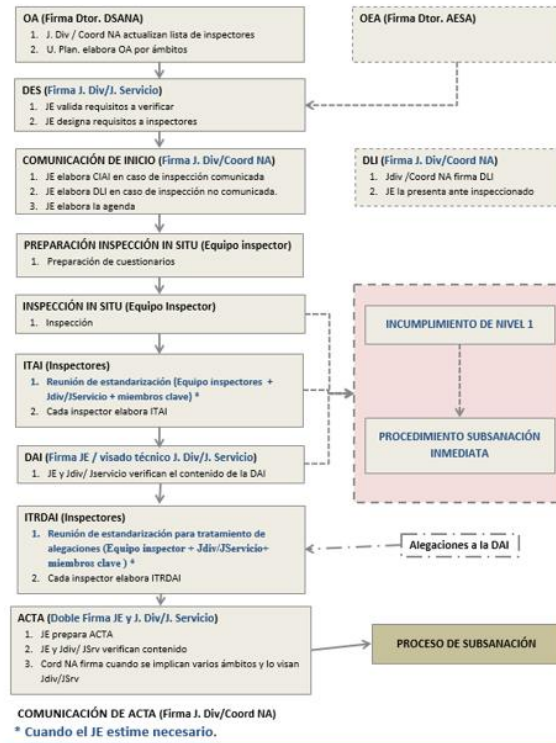 OA (Firma Dtor. DSANA)
1. J. Div / Coord NA actualizan lista de inspectores
2. U. Plan. elabora OA por ámbitos
OEA (Firma Dtor. AESA)
DES (Firma J. Div/J. Servicio)
1. JE valida requisitos a verificar
2. JE designa requisitos a inspectores
COMUNICACIÓN DE INICIO (Firma J. Div/Coord NA)
1. JE elabora CIAI en caso de inspección comunicada
2. JE elabora DLI en caso de inspección no comunicada.
3. JE elabora la agenda
DLI (Firma J. Div/Coord NA)
1. Jdiv /Coord NA firma DLI
2. JE la presenta ante inspeccionado
PREPARACIÓN INSPECCIÓN IN SITU (Equipo inspector)
1. Preparación de cuestionarios
INSPECCIÓN IN SITU (Equipo Inspector)
1. Inspección
INCUMPLIMIENTO DE NIVEL 1
ITAI (Inspectores)
1. Reunión de estandarización (Equipo inspectores +
Jdiv/JServicio + miembros clave) *
2. Cada inspector elabora ITAI
PROCEDIMIENTO SUBSANACIÓN
INMEDIATA
DAI (Firma JE / visado técnico J. Div/J. Servicio)
1. JE y Jdiv/ Jservicio verifican el contenido de la DAI
ITRDAI (Inspectores)
1. Reunión de estandarización para tratamiento de
alegaciones (Equipo inspector + Jdiv/JServicio+
miembros clave ) *
2. Cada inspector elabora ITRDAI
Alegaciones a la DAI
ACTA (Doble Firma JE y J. Div/J. Servicio)
1. JE prepara ACTA
2. JE y Jdiv/ JSrv verifican contenido
3. Cord NA firma cuando se implican varios ámbitos y lo visan
Jdiv/JSrv
PROCESO DE SUBSANACIÓN
COMUNICACIÓN DE ACTA (Firma J. Div/Coord NA)
* Cuando el JE estime necesario.